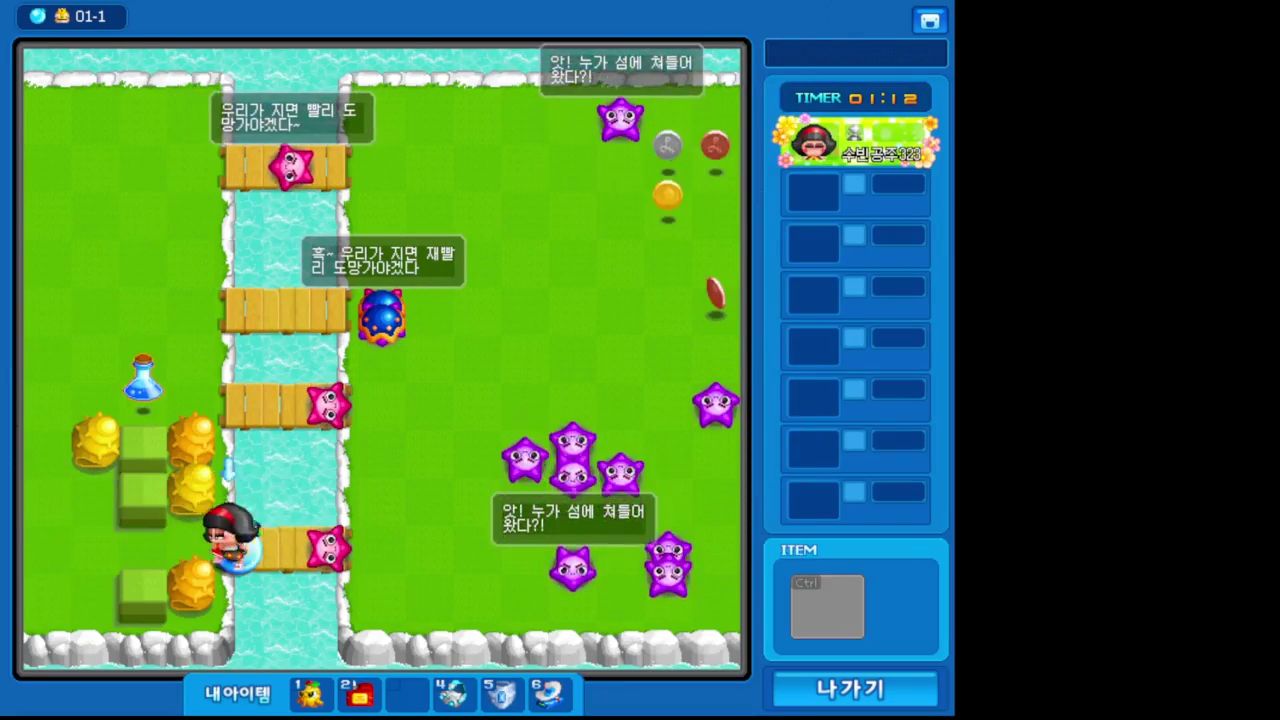 01-1
앗! 누가 섬에 쳐들어
왔다?!
우리가 지면 빨리 도
망가야겠다~
TIMER 01:12
수빈공주023
흑~ 우리가 지면 재빨
리 도망가야겠다
앗! 누가 섬에 쳐들어
왔다?!
ITEM
Ctrl
내아이템
1
2
4
5
6
나가기